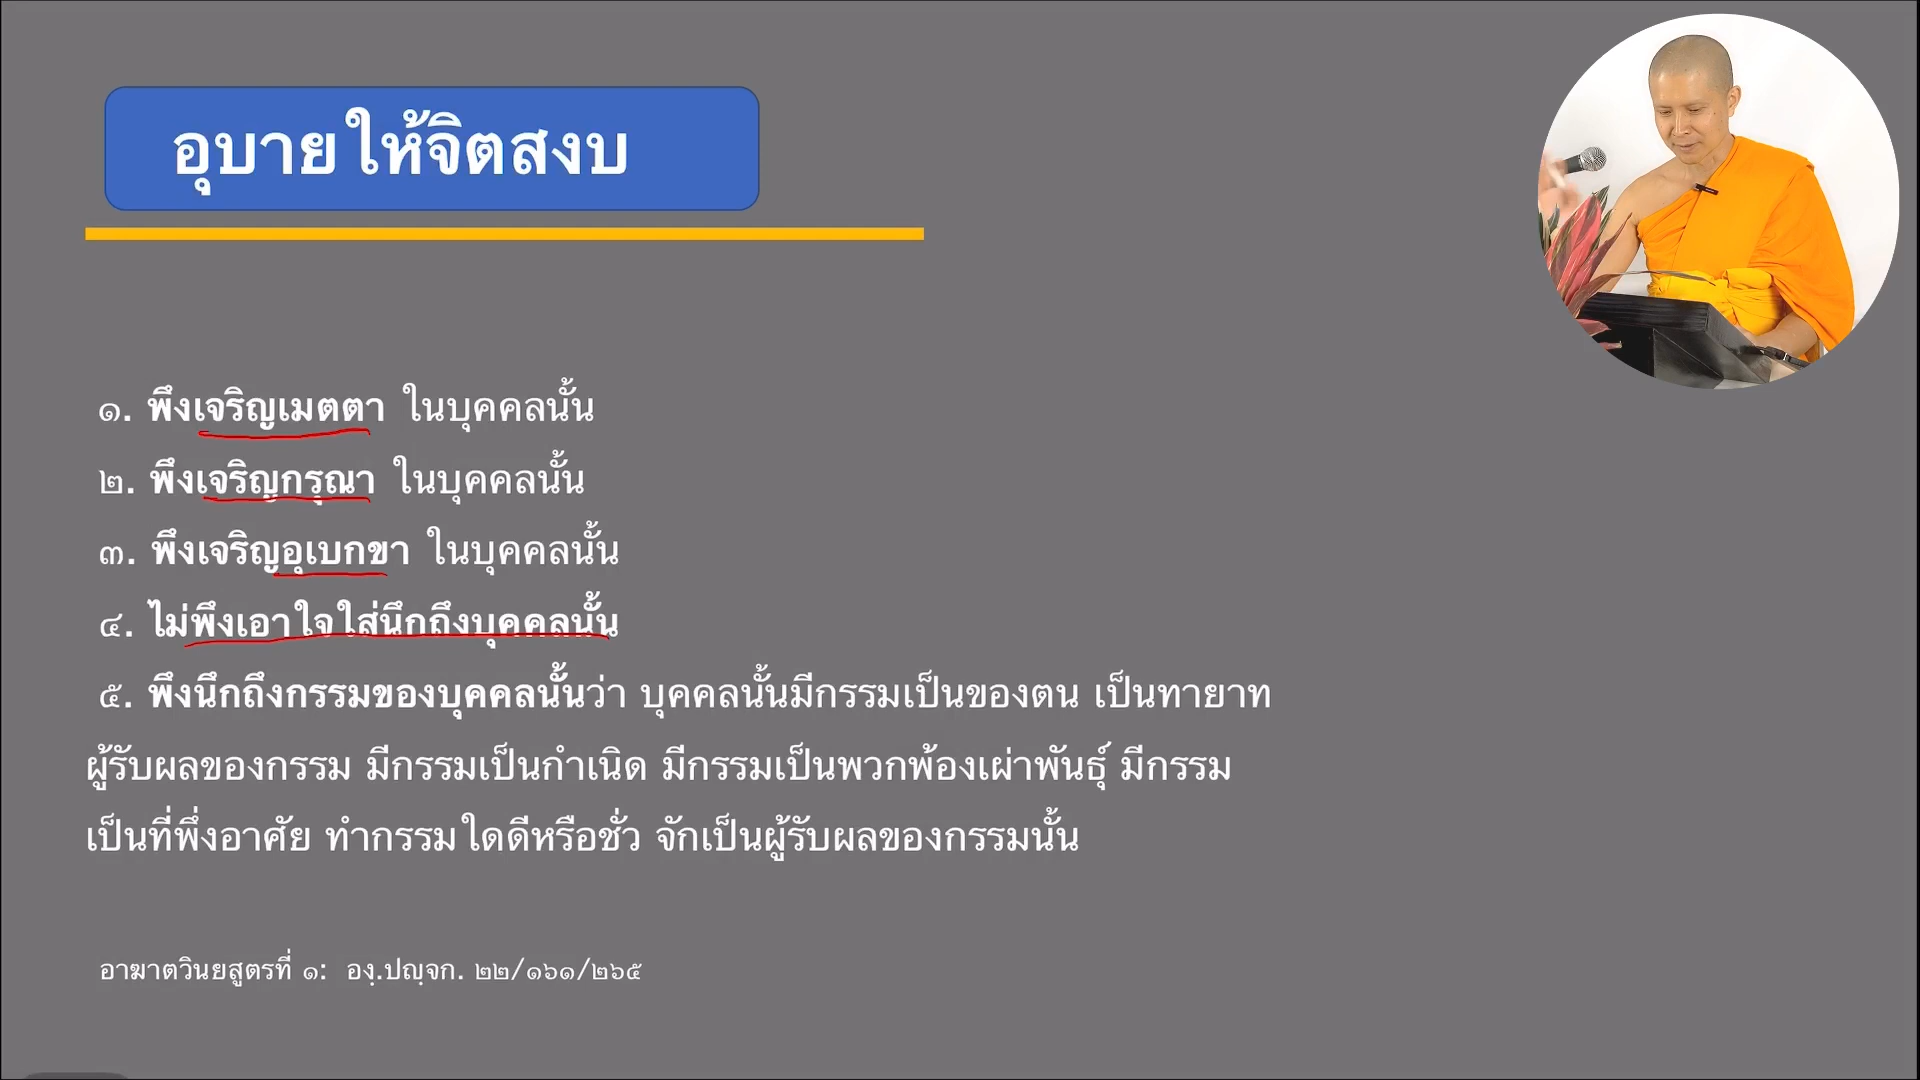 อุบายให้จิตสงบ
๑. พึงเจริญเมตตา ในบุคคลนั้น
๒. พึงเจริญกรุณา ในบุคคลนั้น
๓. พึงเจริญอุเบกขา ในบุคคลนั้น
๔. ไม่พึงเอาใจใส่นึกถึงบุคคลนั้น
๕. พึงนึกถึงกรรมของบุคคลนั้นว่า บุคคลนั้นมีกรรมเป็นของตน เป็นทายาท
ผู้รับผลของกรรม มีกรรมเป็นกำเนิด มีกรรมเป็นพวกพ้องเผ่าพันธุ์ มีกรรม
เป็นที่พึ่งอาศัย ทำกรรมใดดีหรือชั่ว จักเป็นผู้รับผลของกรรมนั้น
อาฆาตวินยสูตรที่ ๑: องฺ.ปญฺจก. ๒๒/๑๖๑/๒๖๕